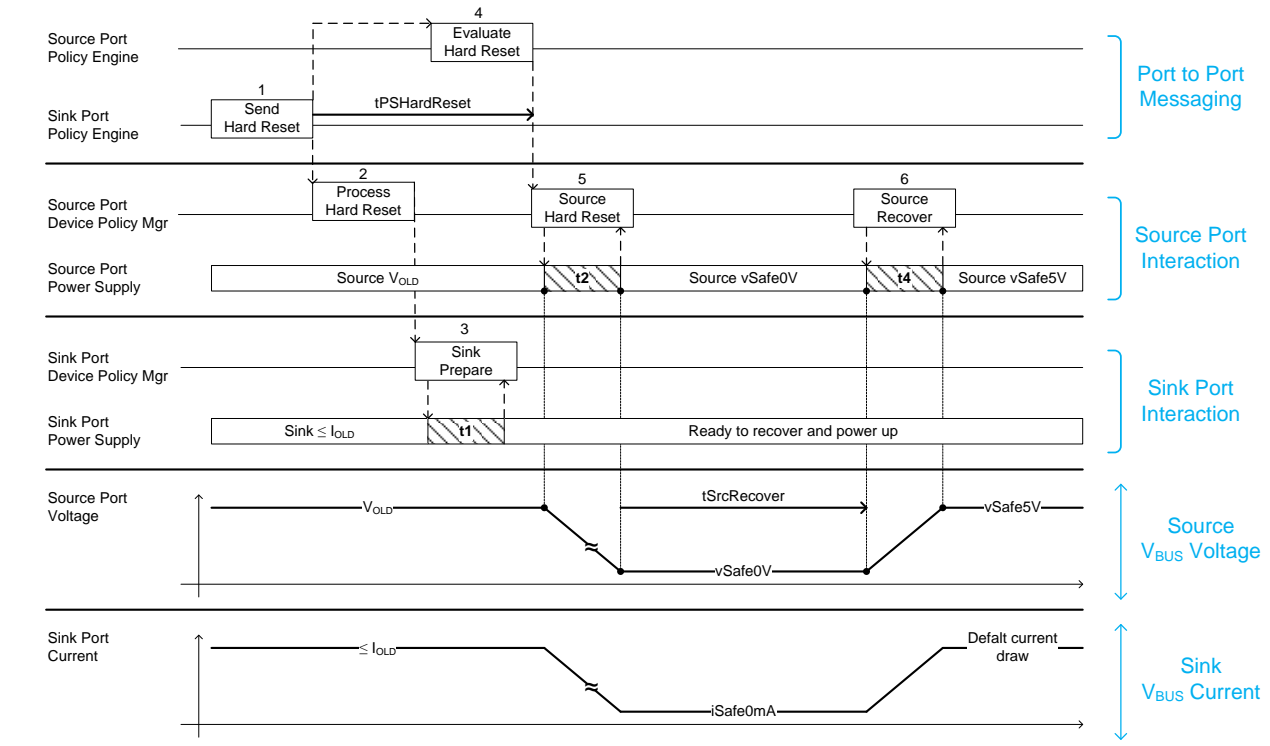 4
Source Port
Policy Engine
Evaluate
Hard Reset
Port to Port
Messaging
1
Sink Port
Policy Engine
Send
Hard Reset
tPSHardReset
2
5
6
Source Port
Device Policy Mgr
Process
Hard Reset
Source
Hard Reset
Source
Recover
Source Port
Interaction
Source Port
Power Supply
Source VOLD
t2
Source vSafe0V
t4
Source vSafe5V
3
Sink Port
Device Policy Mgr
Sink
Prepare
Sink Port
Interaction
Sink Port
Power Supply
Sink ≤ IOLD
t1
Ready to recover and power up
Source Port
Voltage
VOLD
tSrcRecover
vSafe5V
≈
vSafe0V
Source
VBUS Voltage
Sink Port
Current
≤ IOLD
Defalt current
draw
≈
iSafe0mA
Sink
VBUS Current